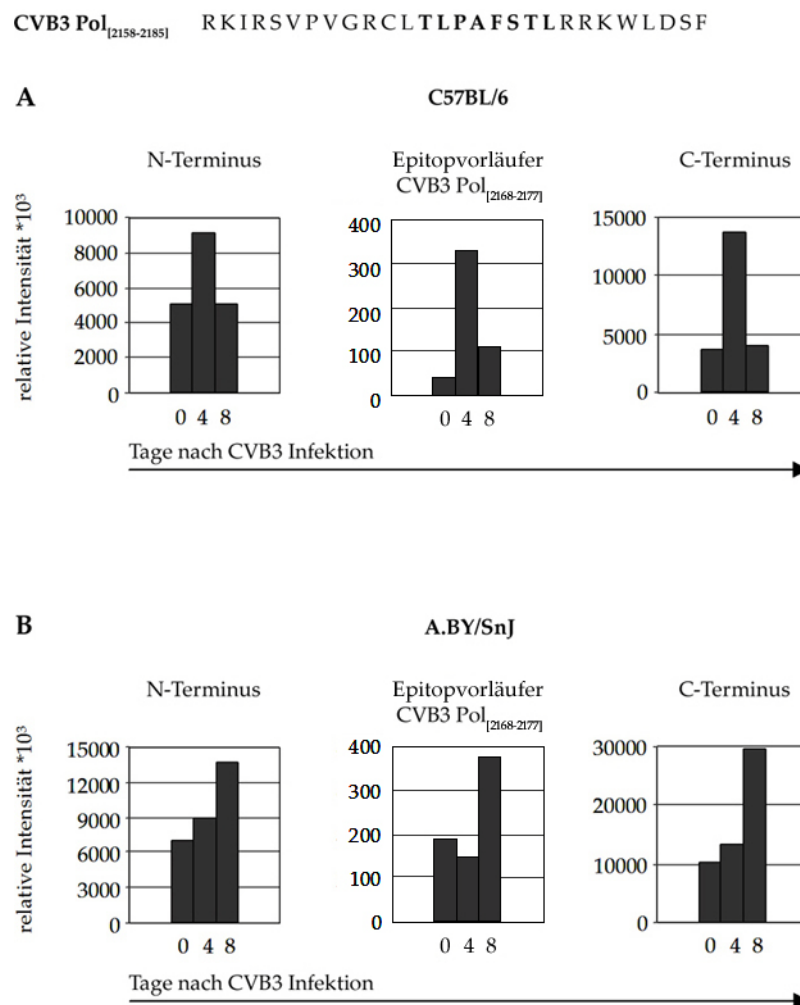 CVB3 Pol[2158-2185] RKIRSVPVGRCLTLPAFSTLRRKWLDSF
A
C57BL/6
N-Terminus
Epitopvorläufer
CVB3 Pol[2168-2177]
C-Terminus
relative Intensität *10³
10000
8000
6000
4000
2000
0
0 4 8
400
300
200
100
0
0 4 8
15000
10000
5000
0
0 4 8
Tage nach CVB3 Infektion
B
A.BY/SnJ
N-Terminus
Epitopvorläufer
CVB3 Pol[2168-2177]
C-Terminus
relative Intensität *10³
15000
12000
9000
6000
3000
0
0 4 8
400
300
200
100
0
0 4 8
30000
20000
10000
0
0 4 8
Tage nach CVB3 Infektion